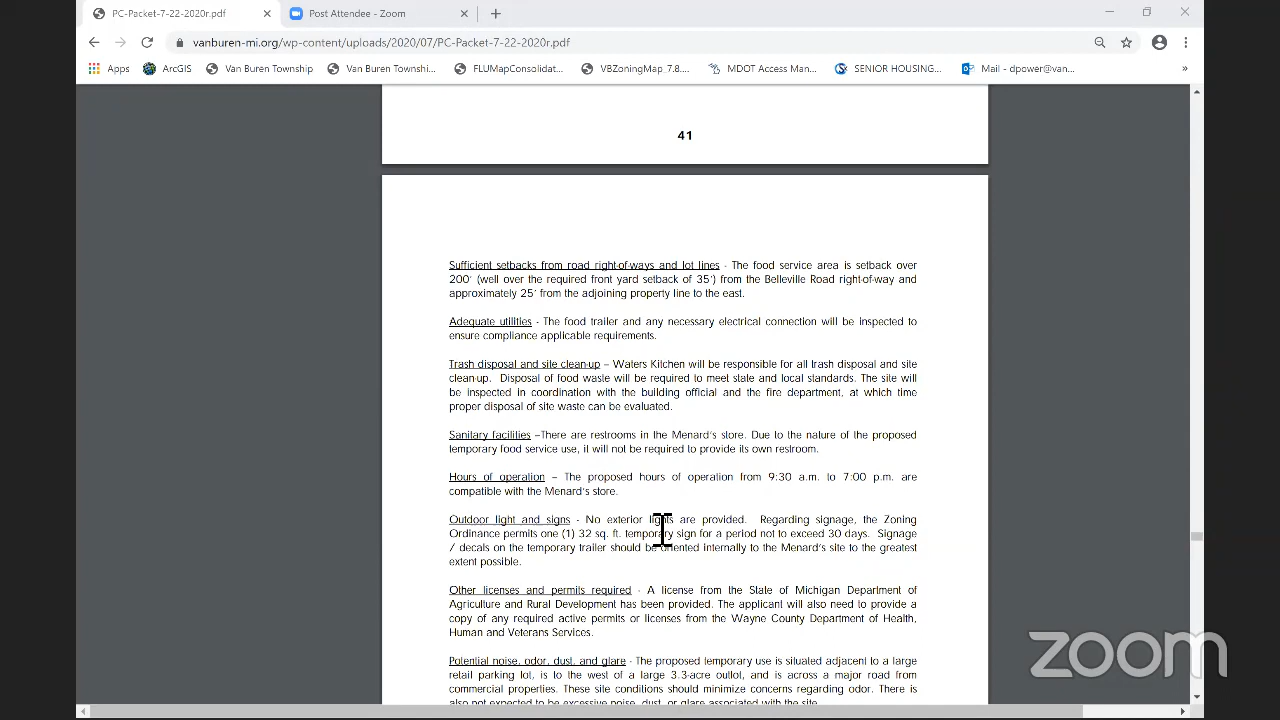 PC-Packet-7-22-2020r.pdf
Post Attendee - Zoom
vanburen-mi.org/wp-content/uploads/2020/07/PC-Packet-7-22-2020r.pdf
Apps ArcGIS Van Buren Township Van Buren Townshi... FLUMapConsolidat... VBZoningMap_7.8.... MDOT Access Man... SENIOR HOUSING... Mail - dpower@van... »
41
Sufficient setbacks from road right-of-ways and lot lines - The food service area is setback over
200' (well over the required front yard setback of 35') from the Belleville Road right-of-way and
approximately 25' from the adjoining property line to the east.
Adequate utilities - The food trailer and any necessary electrical connection will be inspected to
ensure compliance applicable requirements.
Trash disposal and site clean-up – Waters Kitchen will be responsible for all trash disposal and site
clean-up. Disposal of food waste will be required to meet state and local standards. The site will
be inspected in coordination with the building official and the fire department, at which time
proper disposal of site waste can be evaluated.
Sanitary facilities –There are restrooms in the Menard's store. Due to the nature of the proposed
temporary food service use, it will not be required to provide its own restroom.
Hours of operation – The proposed hours of operation from 9:30 a.m. to 7:00 p.m. are
compatible with the Menard's store.
Outdoor light and signs - No exterior lights are provided. Regarding signage, the Zoning
Ordinance permits one (1) 32 sq. ft. temporary sign for a period not to exceed 30 days. Signage
/ decals on the temporary trailer should be oriented internally to the Menard's site to the greatest
extent possible.
Other licenses and permits required - A license from the State of Michigan Department of
Agriculture and Rural Development has been provided. The applicant will also need to provide a
copy of any required active permits or licenses from the Wayne County Department of Health,
Human and Veterans Services.
Potential noise, odor, dust, and glare - The proposed temporary use is situated adjacent to a large
retail parking lot, is to the west of a large 3.3-acre outlot, and is across a major road from
commercial properties. These site conditions should minimize concerns regarding odor. There is
also not expected to be excessive noise, dust, or glare associated with the site.
zoom